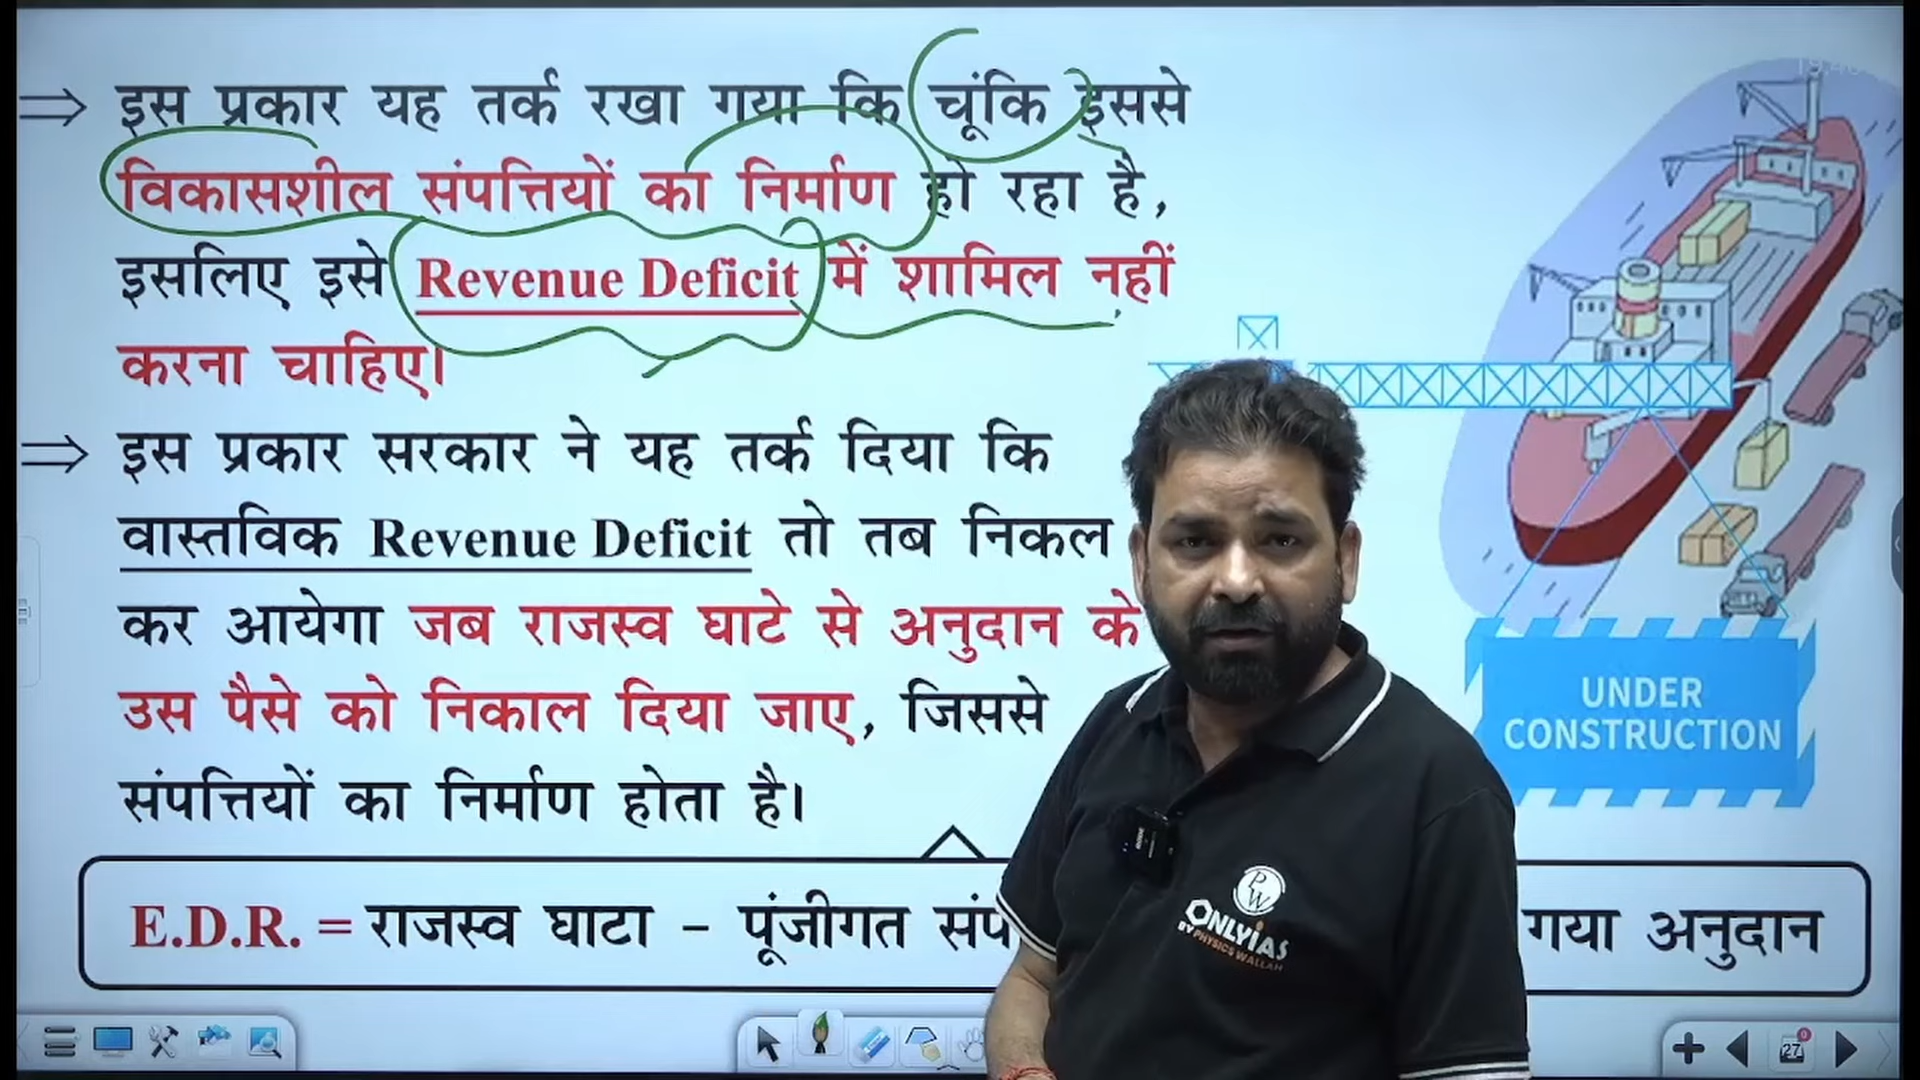 ⇒ इस प्रकार यह तर्क रखा गया कि चूंकि इससे
विकासशील संपत्तियों का निर्माण हो रहा है,
इसलिए इसे Revenue Deficit में शामिल नहीं
करना चाहिए।
⇒ इस प्रकार सरकार ने यह तर्क दिया कि
वास्तविक Revenue Deficit तो तब निकल
कर आयेगा जब राजस्व घाटे से अनुदान के
उस पैसे को निकाल दिया जाए, जिससे
संपत्तियों का निर्माण होता है।
E.D.R. = राजस्व घाटा – पूंजीगत गया अनुदान
UNDER
CONSTRUCTION
PW
ONLYIAS
BY PHYSICS WALLAH
27